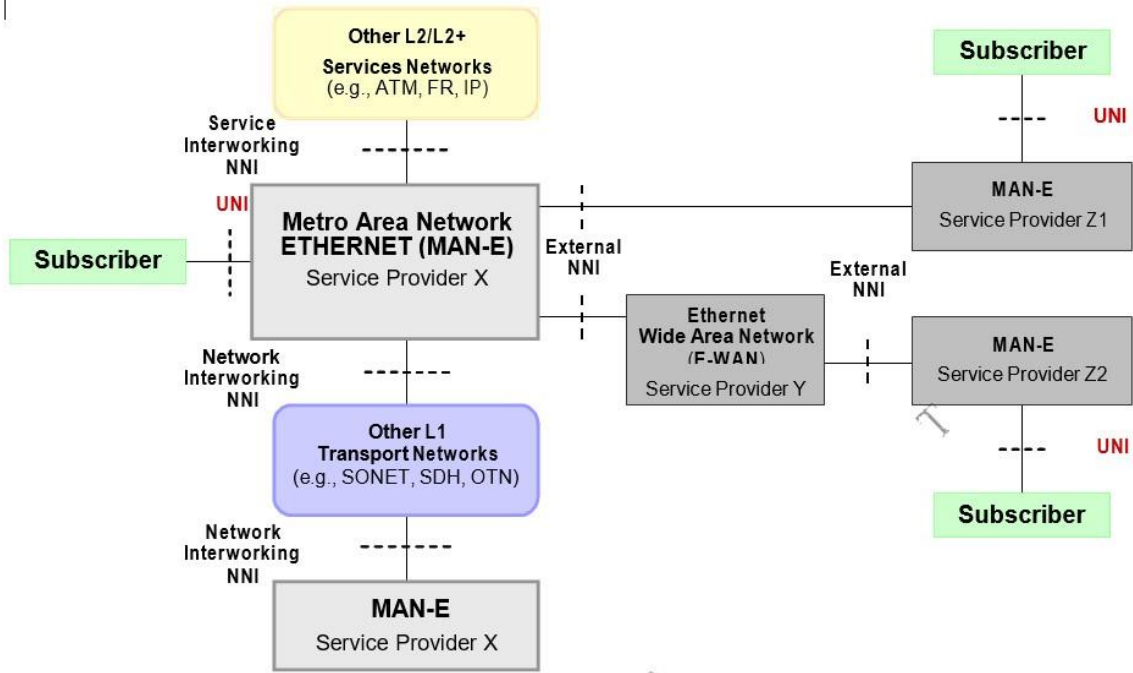 Other L2/L2+
Services Networks
(e.g., ATM, FR, IP)
Subscriber
UNI
Service
Interworking
NNI
UNI
Metro Area Network
ETHERNET (MAN-E)
Service Provider X
Subscriber
External
NNI
MAN-E
Service Provider Z1
External
NNI
Ethernet
Wide Area Network
(E-WAN)
Service Provider Y
MAN-E
Service Provider Z2
Network
Interworking
NNI
T
Other L1
Transport Networks
(e.g., SONET, SDH, OTN)
UNI
Subscriber
Network
Interworking
NNI
MAN-E
Service Provider X